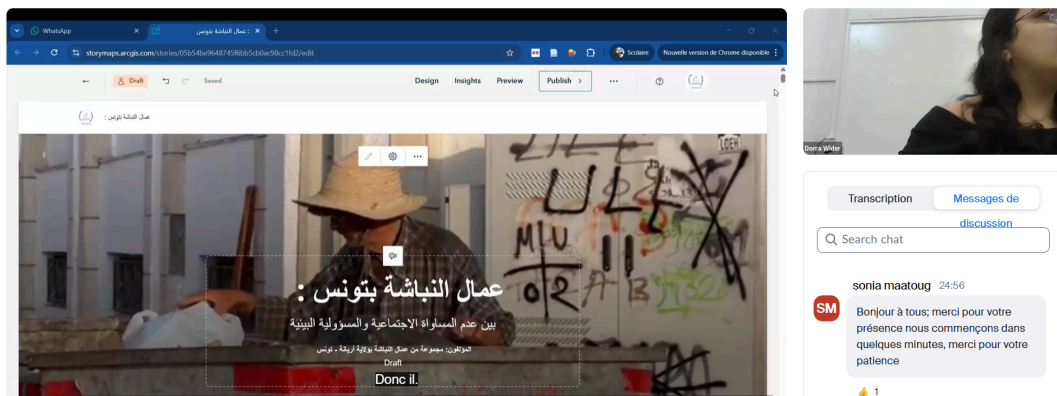 WhatsApp
عمال النباشة بتونس :
storymaps.arcgis.com/stories/05b54be9648745f6bb5cb0ac98cc1fd2/edit
Scolaire
Nouvelle version de Chrome disponible
Draft
Saved
Design
Insights
Preview
Publish
عمال النباشة بتونس :
عمال النباشة بتونس :
بين عدم المساواة الاجتماعية و المسؤولية البيئية
المؤلفون: مجموعة من عمال النباشة بولاية أريانة - تونس
Draft
Donc il.
Dorra Wider
Transcription
Messages de
discussion
Search chat
sonia maatoug 24:56
SM
Bonjour à tous; merci pour votre
présence nous commençons dans
quelques minutes, merci pour votre
patience
👍 1